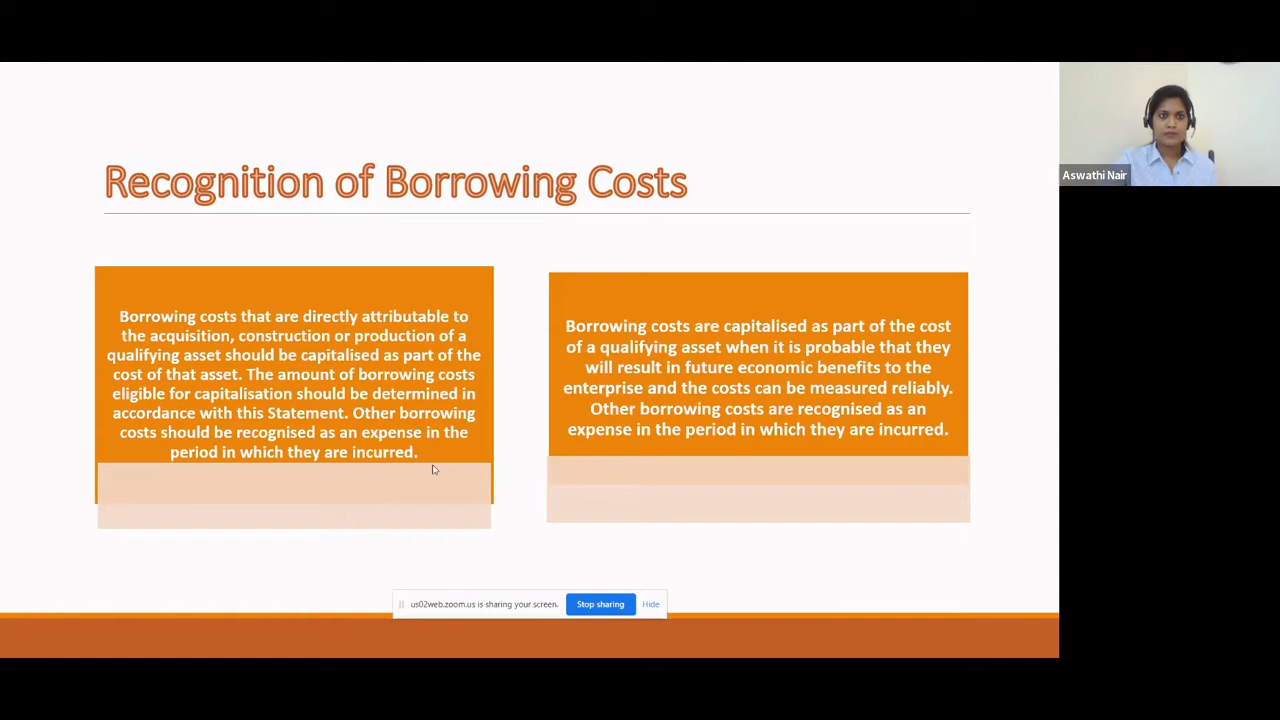 Recognition of Borrowing Costs
Borrowing costs that are directly attributable to
the acquisition, construction or production of a
qualifying asset should be capitalised as part of the
cost of that asset. The amount of borrowing costs
eligible for capitalisation should be determined in
accordance with this Statement. Other borrowing
costs should be recognised as an expense in the
period in which they are incurred.
Borrowing costs are capitalised as part of the cost
of a qualifying asset when it is probable that they
will result in future economic benefits to the
enterprise and the costs can be measured reliably.
Other borrowing costs are recognised as an
expense in the period in which they are incurred.
Aswathi Nair
us02web.zoom.us is sharing your screen. Stop sharing Hide